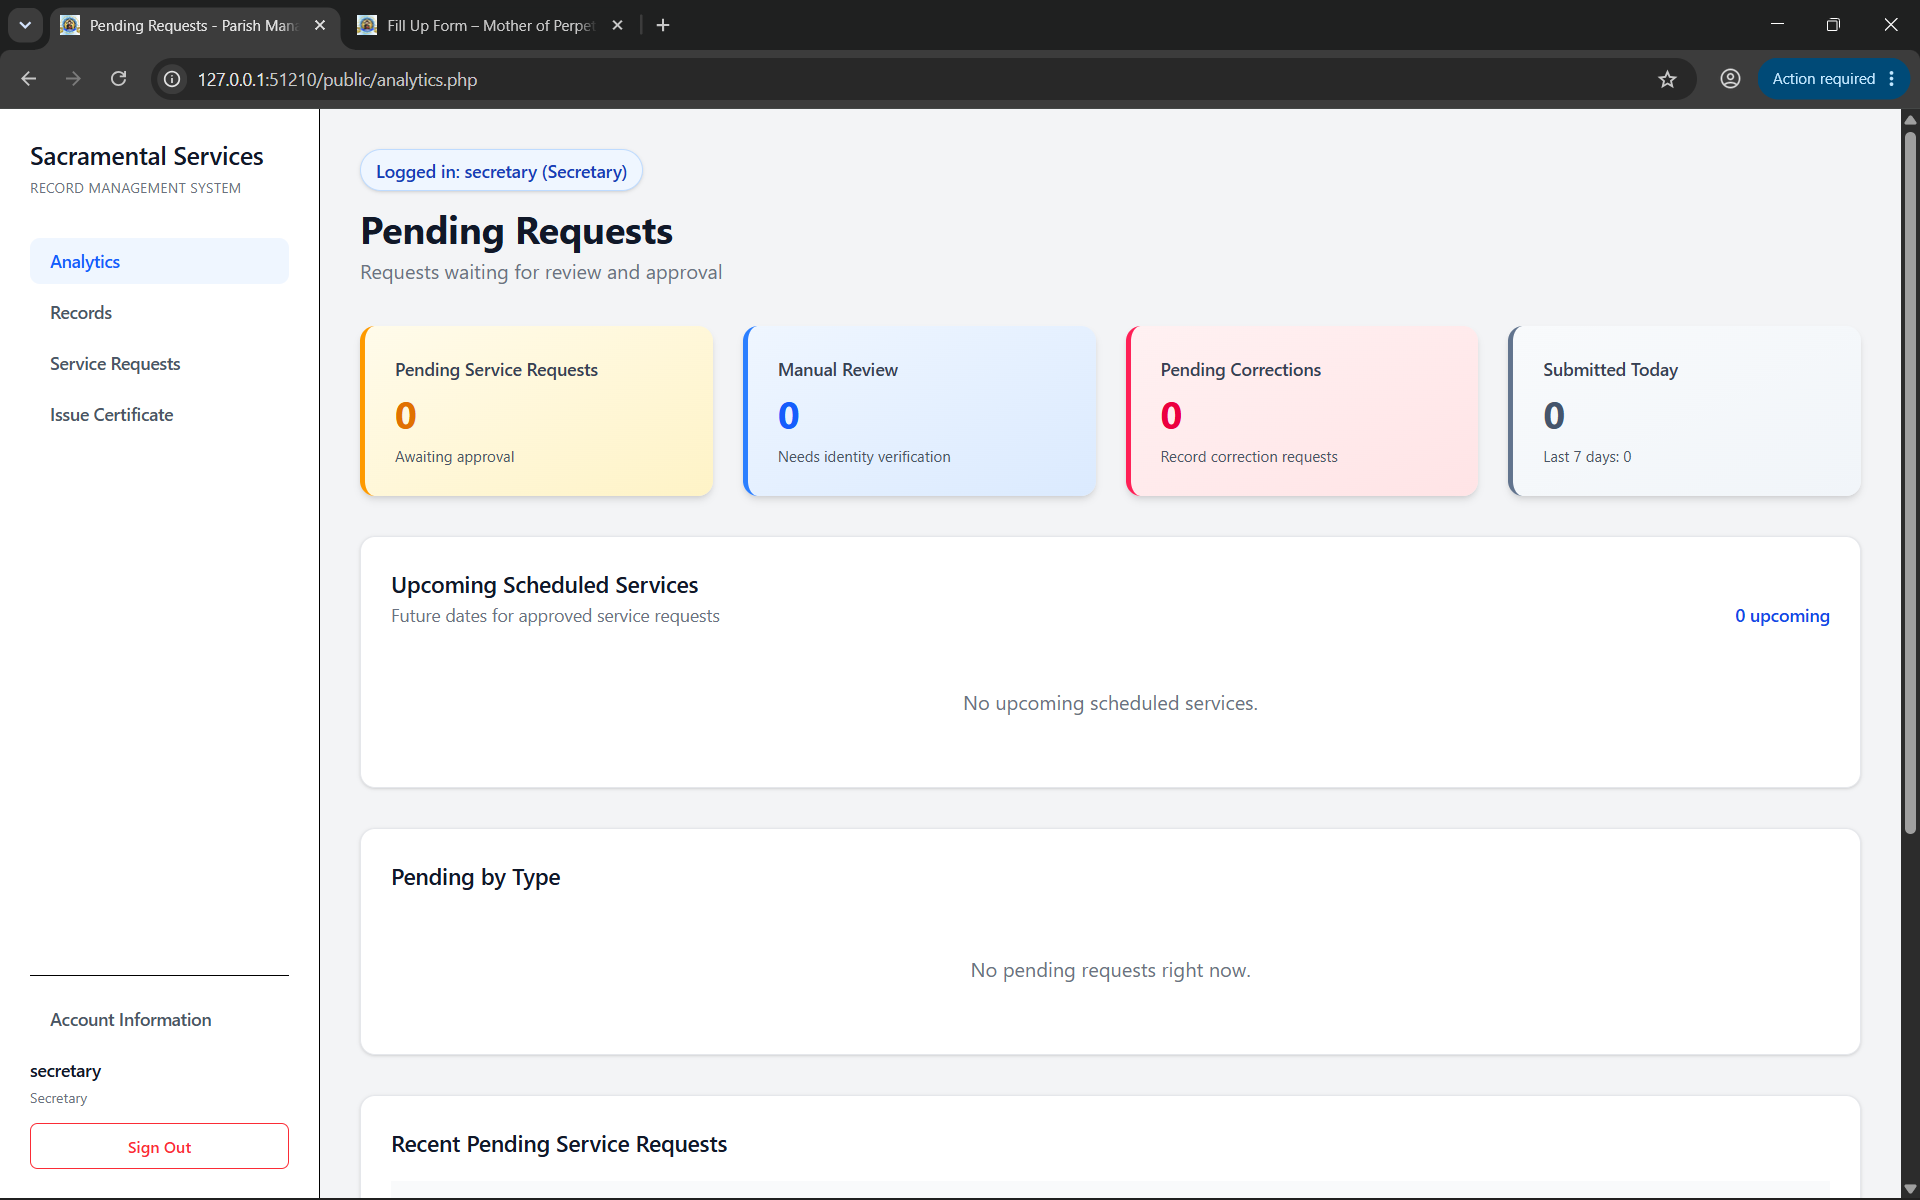 Pending Requests - Parish Mana
Fill Up Form – Mother of Perpet
127.0.0.1:51210/public/analytics.php
Action required
Sacramental Services
RECORD MANAGEMENT SYSTEM
Analytics
Records
Service Requests
Issue Certificate
Account Information
secretary
Secretary
Sign Out
Logged in: secretary (Secretary)
Pending Requests
Requests waiting for review and approval
Pending Service Requests
0
Awaiting approval
Manual Review
0
Needs identity verification
Pending Corrections
0
Record correction requests
Submitted Today
0
Last 7 days: 0
Upcoming Scheduled Services
Future dates for approved service requests
0 upcoming
No upcoming scheduled services.
Pending by Type
No pending requests right now.
Recent Pending Service Requests